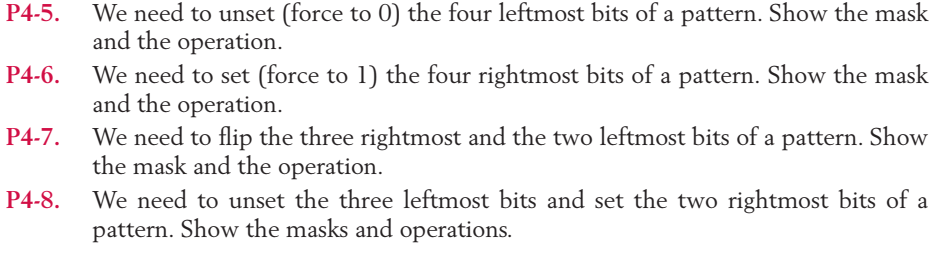 P4-5. We need to unset (force to 0) the four leftmost bits of a pattern. Show the mask
and the operation.
P4-6. We need to set (force to 1) the four rightmost bits of a pattern. Show the mask
and the operation.
P4-7. We need to flip the three rightmost and the two leftmost bits of a pattern. Show
the mask and the operation.
P4-8. We need to unset the three leftmost bits and set the two rightmost bits of a
pattern. Show the masks and operations.